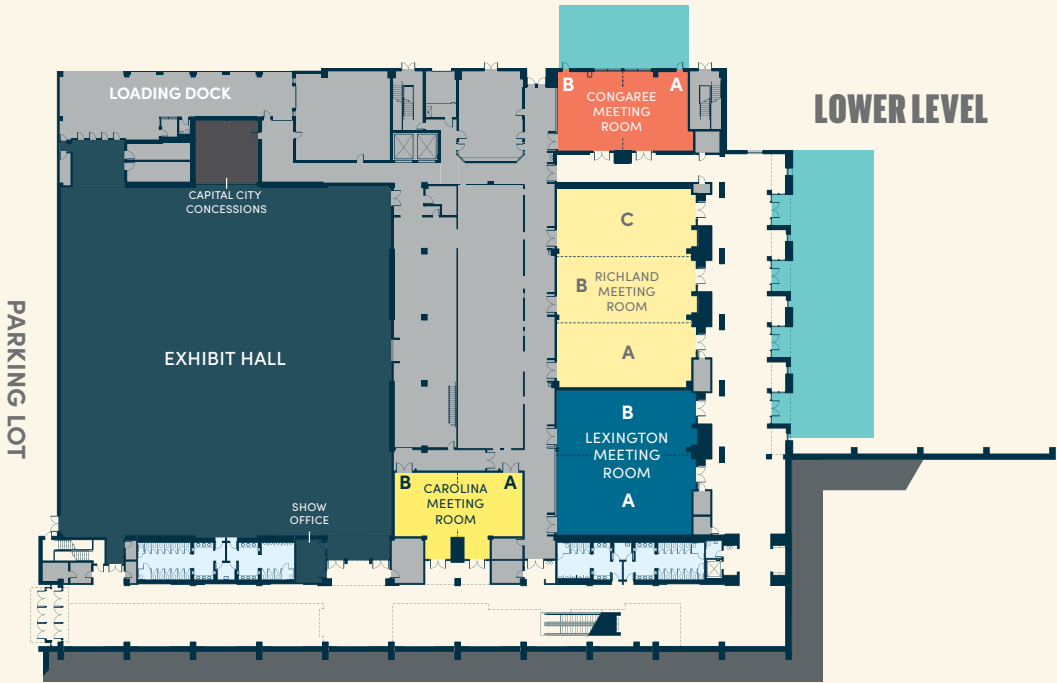 LOADING DOCK
B
A
CONGAREE
MEETING
ROOM
LOWER LEVEL
CAPITAL CITY
CONCESSIONS
C
B
RICHLAND
MEETING
ROOM
A
PARKING LOT
EXHIBIT HALL
B
LEXINGTON
MEETING
ROOM
A
B
A
CAROLINA
MEETING
ROOM
SHOW
OFFICE